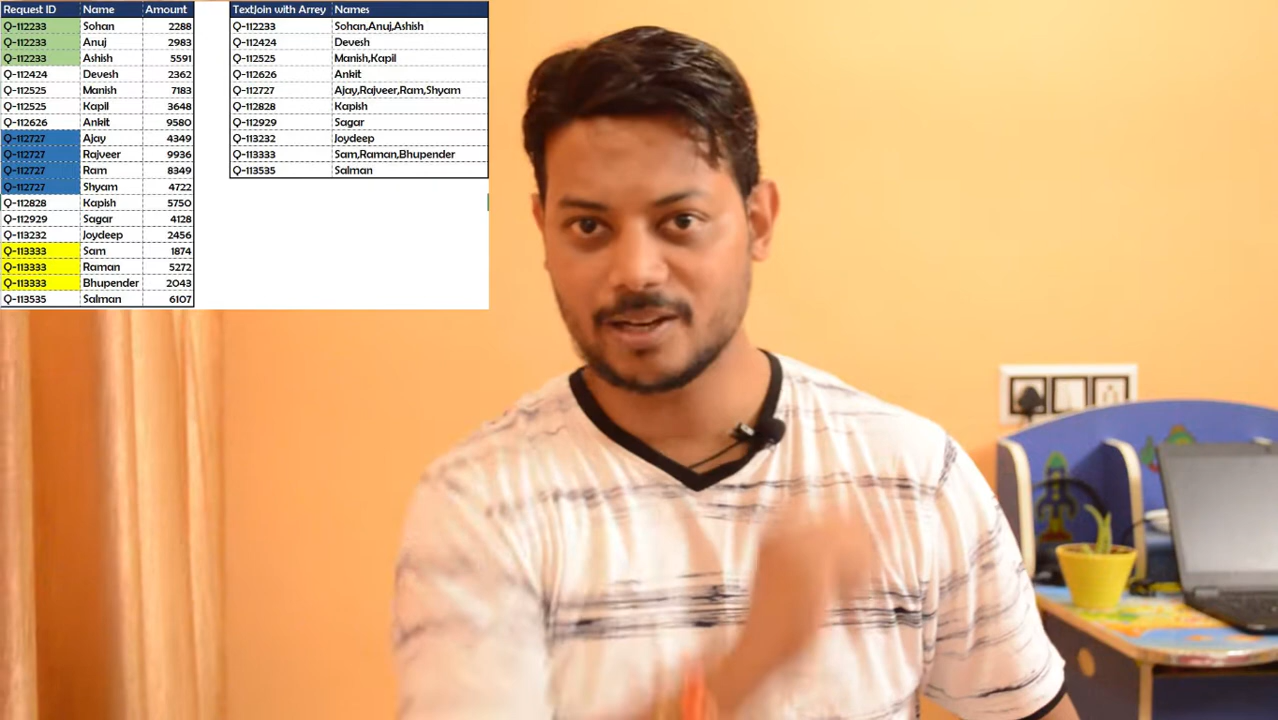 Request ID Name Amount
Q-112233 Sohan 2288
Q-112233 Anuj 2983
Q-112233 Ashish 5591
Q-112424 Devesh 2362
Q-112525 Manish 7183
Q-112525 Kapil 3648
Q-112626 Ankit 9580
Q-112727 Ajay 4349
Q-112727 Rajveer 9936
Q-112727 Ram 8349
Q-112727 Shyam 4722
Q-112828 Kapish 5750
Q-112929 Sagar 4128
Q-113232 Joydeep 2456
Q-113333 Sam 1874
Q-113333 Raman 5272
Q-113333 Bhupender 2043
Q-113535 Salman 6107
TextJoin with Arrey Names
Q-112233 Sohan,Anuj,Ashish
Q-112424 Devesh
Q-112525 Manish,Kapil
Q-112626 Ankit
Q-112727 Ajay,Rajveer,Ram,Shyam
Q-112828 Kapish
Q-112929 Sagar
Q-113232 Joydeep
Q-113333 Sam,Raman,Bhupender
Q-113535 Salman